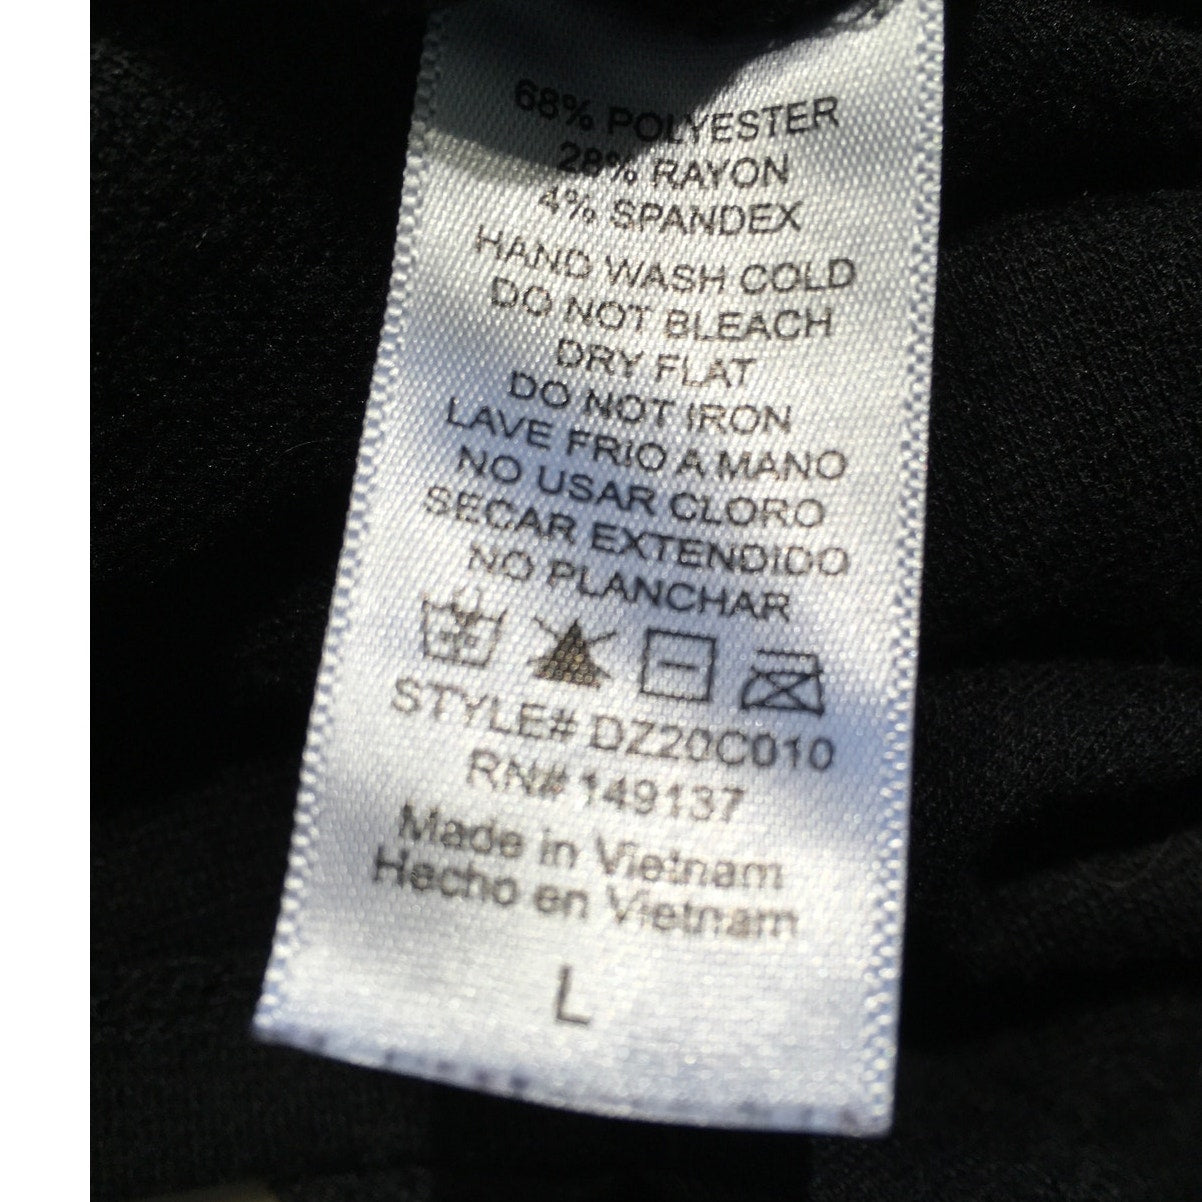 68% POLYESTER
28% RAYON
4% SPANDEX
HAND WASH COLD
DO NOT BLEACH
DRY FLAT
DO NOT IRON
LAVE FRIO A MANO
NO USAR CLORO
SECAR EXTENDIDO
NO PLANCHAR
STYLE# DZ20C010
RN# 149137
Made in Vietnam
Hecho en Vietnam
L